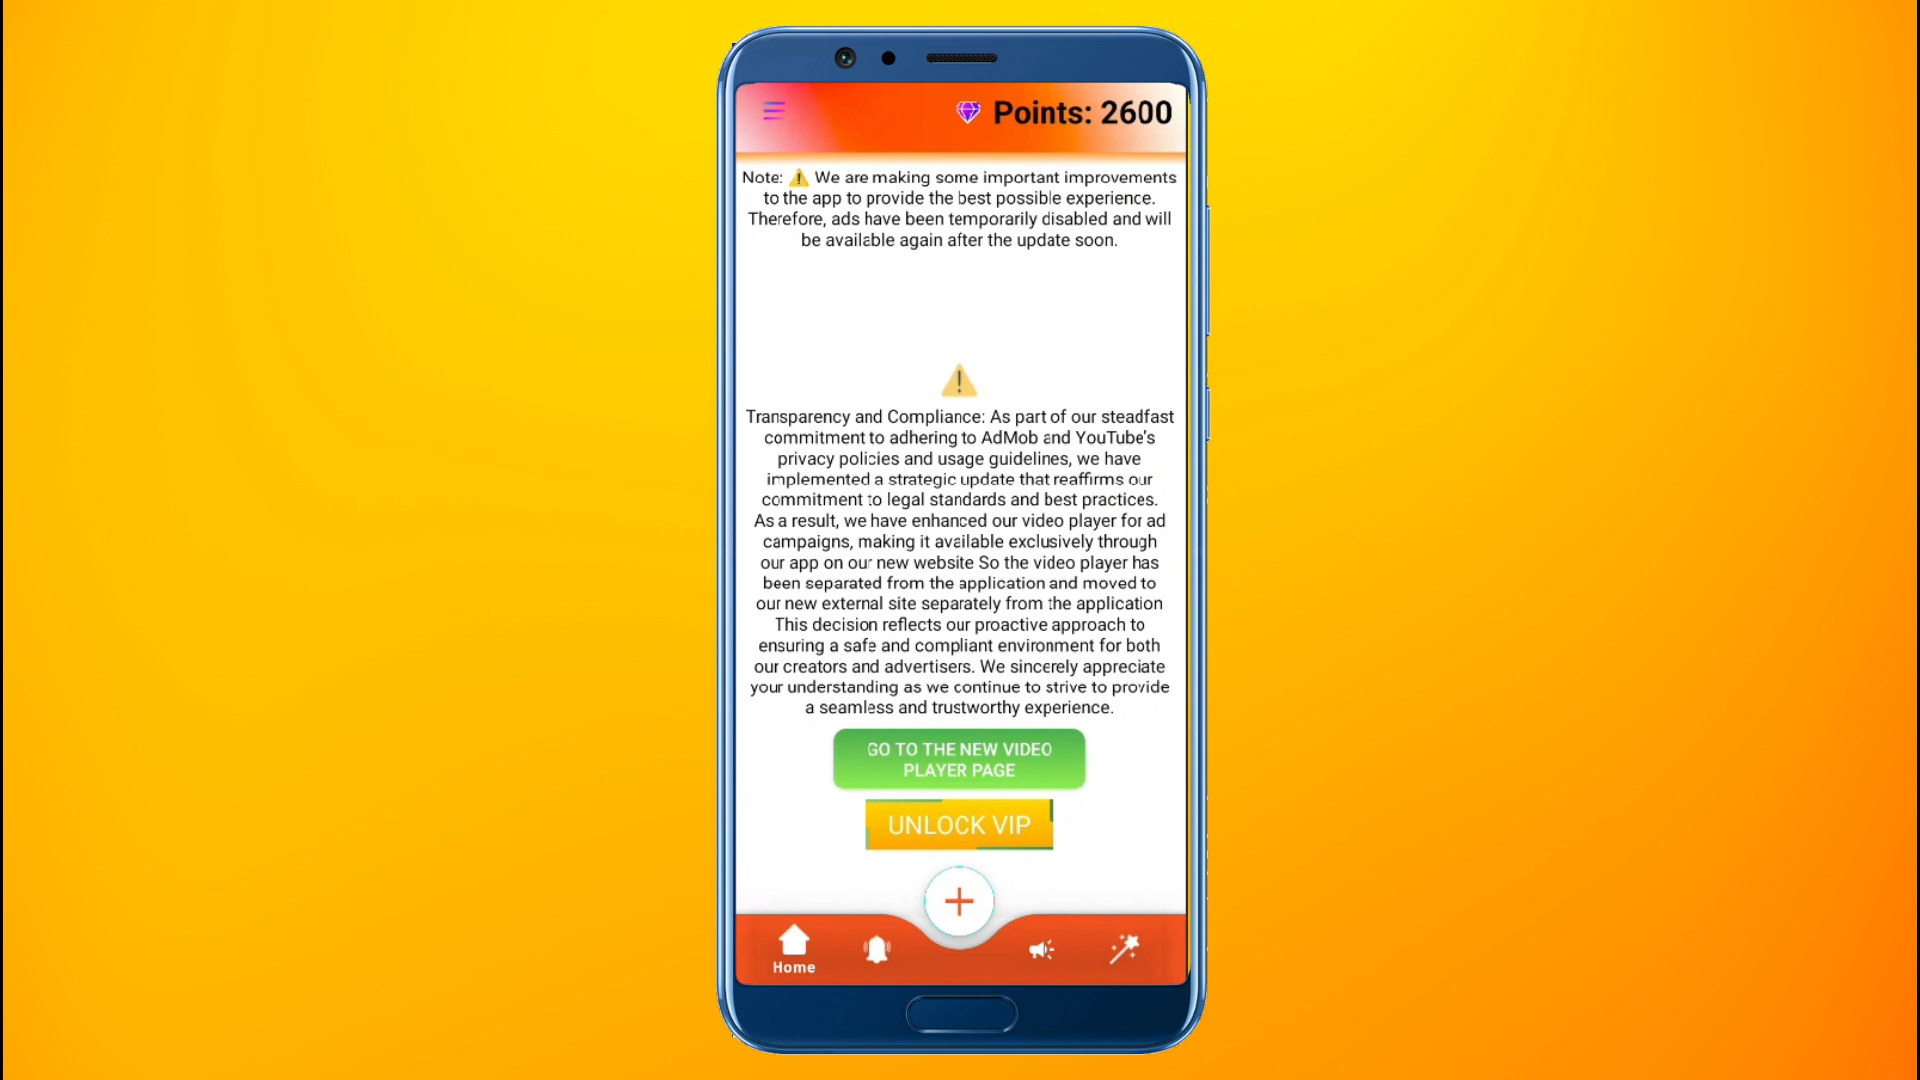 Points: 2600
Note: ⚠️ We are making some important improvements
to the app to provide the best possible experience.
Therefore, ads have been temporarily disabled and will
be available again after the update soon.
Transparency and Compliance: As part of our steadfast
commitment to adhering to AdMob and YouTube's
privacy policies and usage guidelines, we have
implemented a strategic update that reaffirms our
commitment to legal standards and best practices.
As a result, we have enhanced our video player for ad
campaigns, making it available exclusively through
our app on our new website So the video player has
been separated from the application and moved to
our new external site separately from the application
This decision reflects our proactive approach to
ensuring a safe and compliant environment for both
our creators and advertisers. We sincerely appreciate
your understanding as we continue to strive to provide
a seamless and trustworthy experience.
GO TO THE NEW VIDEO
PLAYER PAGE
UNLOCK VIP
Home